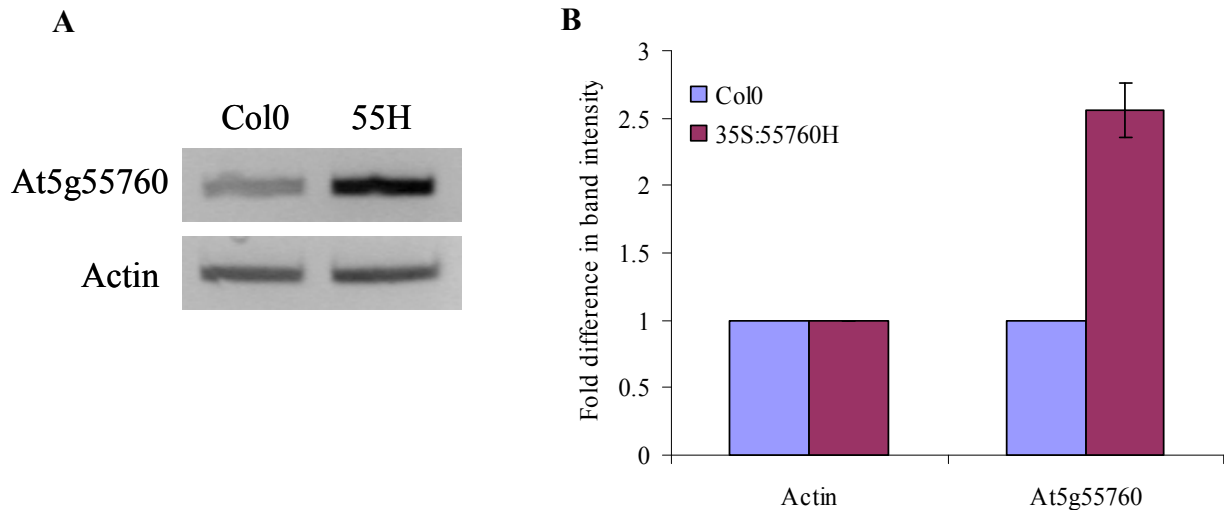 A
Col0 55H
At5g55760
Actin
B
Fold difference in band intensity
3
2.5
2
1.5
1
0.5
0
Col0
35S:55760H
Actin At5g55760